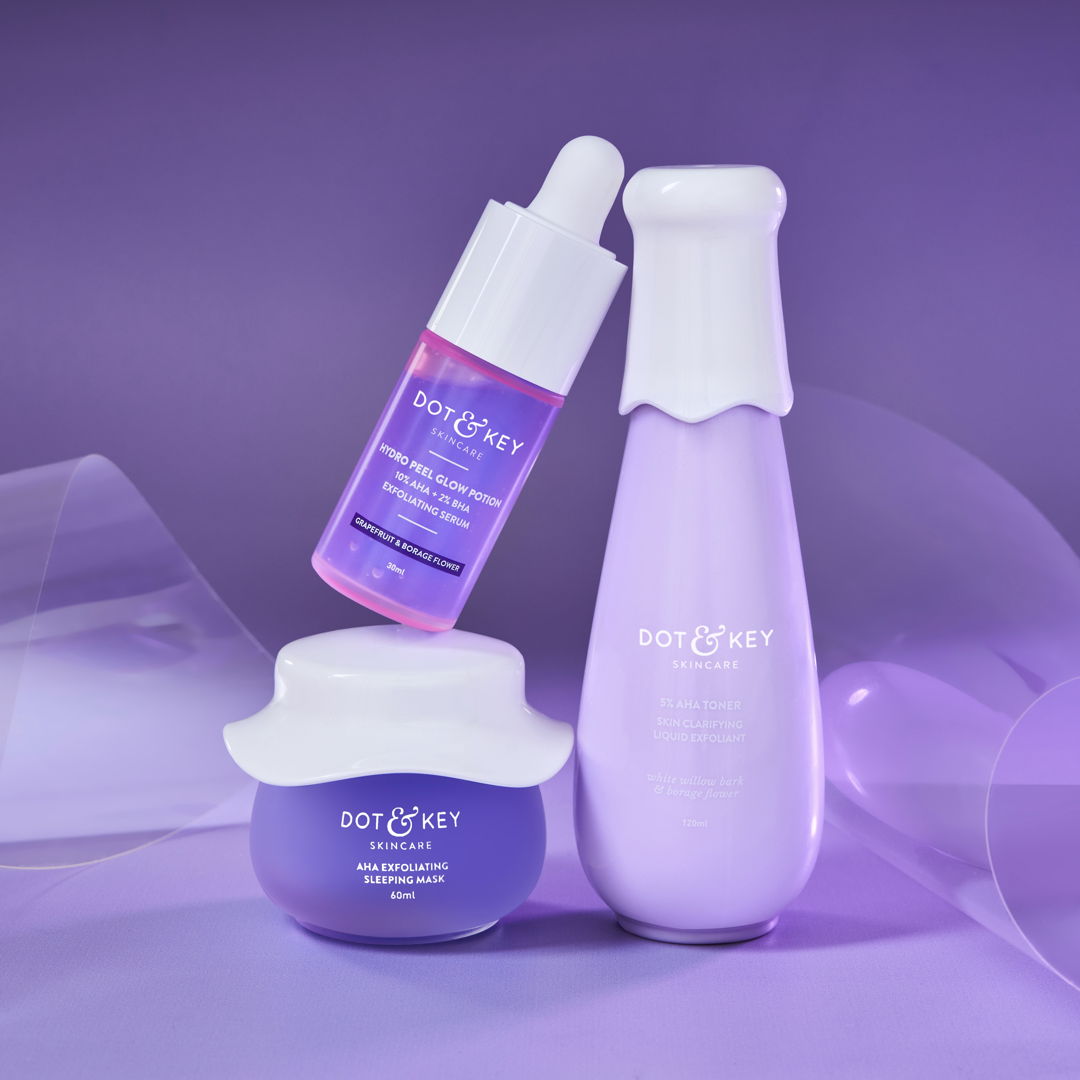 DOT & KEY
SKINCARE
HYDRO PEEL GLOW POTION
10% AHA + 2% BHA
EXFOLIATING SERUM
GRAPEFRUIT & BORAGE FLOWER
30ml
DOT & KEY
SKINCARE
AHA EXFOLIATING
SLEEPING MASK
60ml
DOT & KEY
SKINCARE
5% AHA TONER
SKIN CLARIFYING
LIQUID EXFOLIANT
white willow bark
& borage flower
120ml